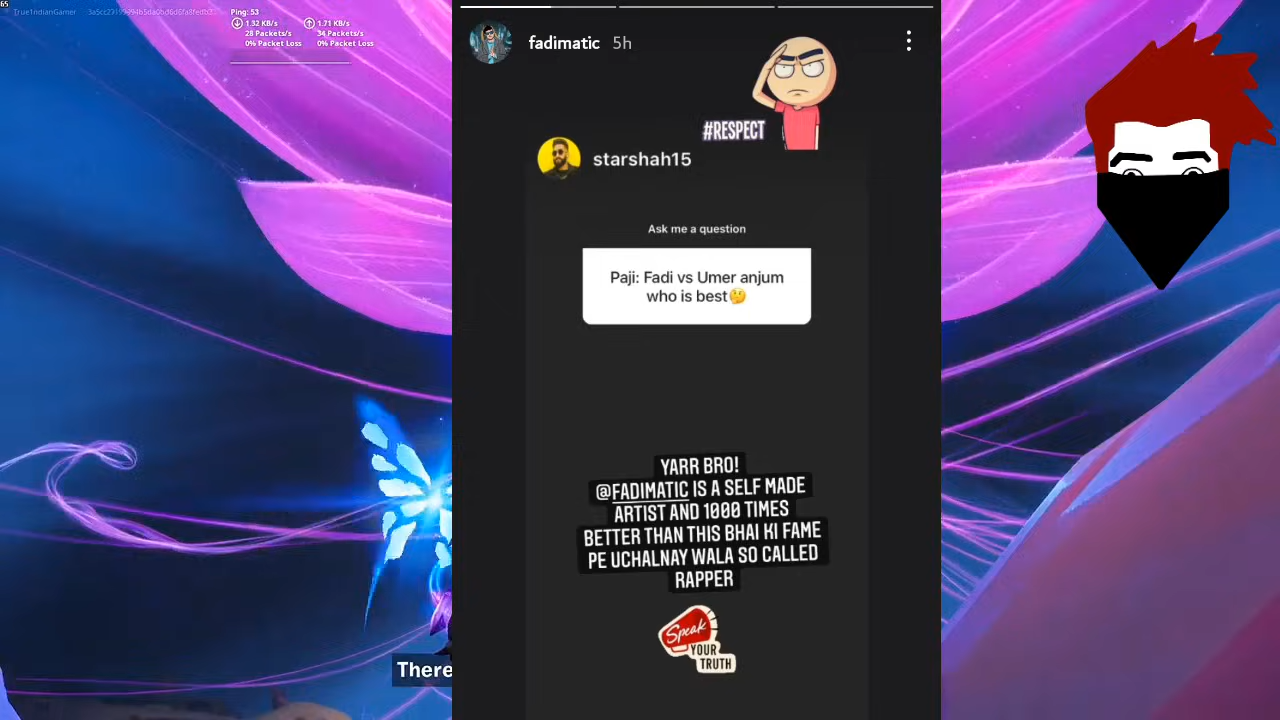 65
True1ndianGamer
Ping: 53
1.32 KB/s 1.71 KB/s
28 Packets/s 34 Packets/s
0% Packet Loss 0% Packet Loss
fadimatic 5h
#RESPECT
starshah15
Ask me a question
Paji: Fadi vs Umer anjum
who is best🤔
YARR BRO!
@FADIMATIC IS A SELF MADE
ARTIST AND 1000 TIMES
BETTER THAN THIS BHAI KI FAME
PE UCHALNAY WALA SO CALLED
RAPPER
Speak
YOUR
TRUTH
There